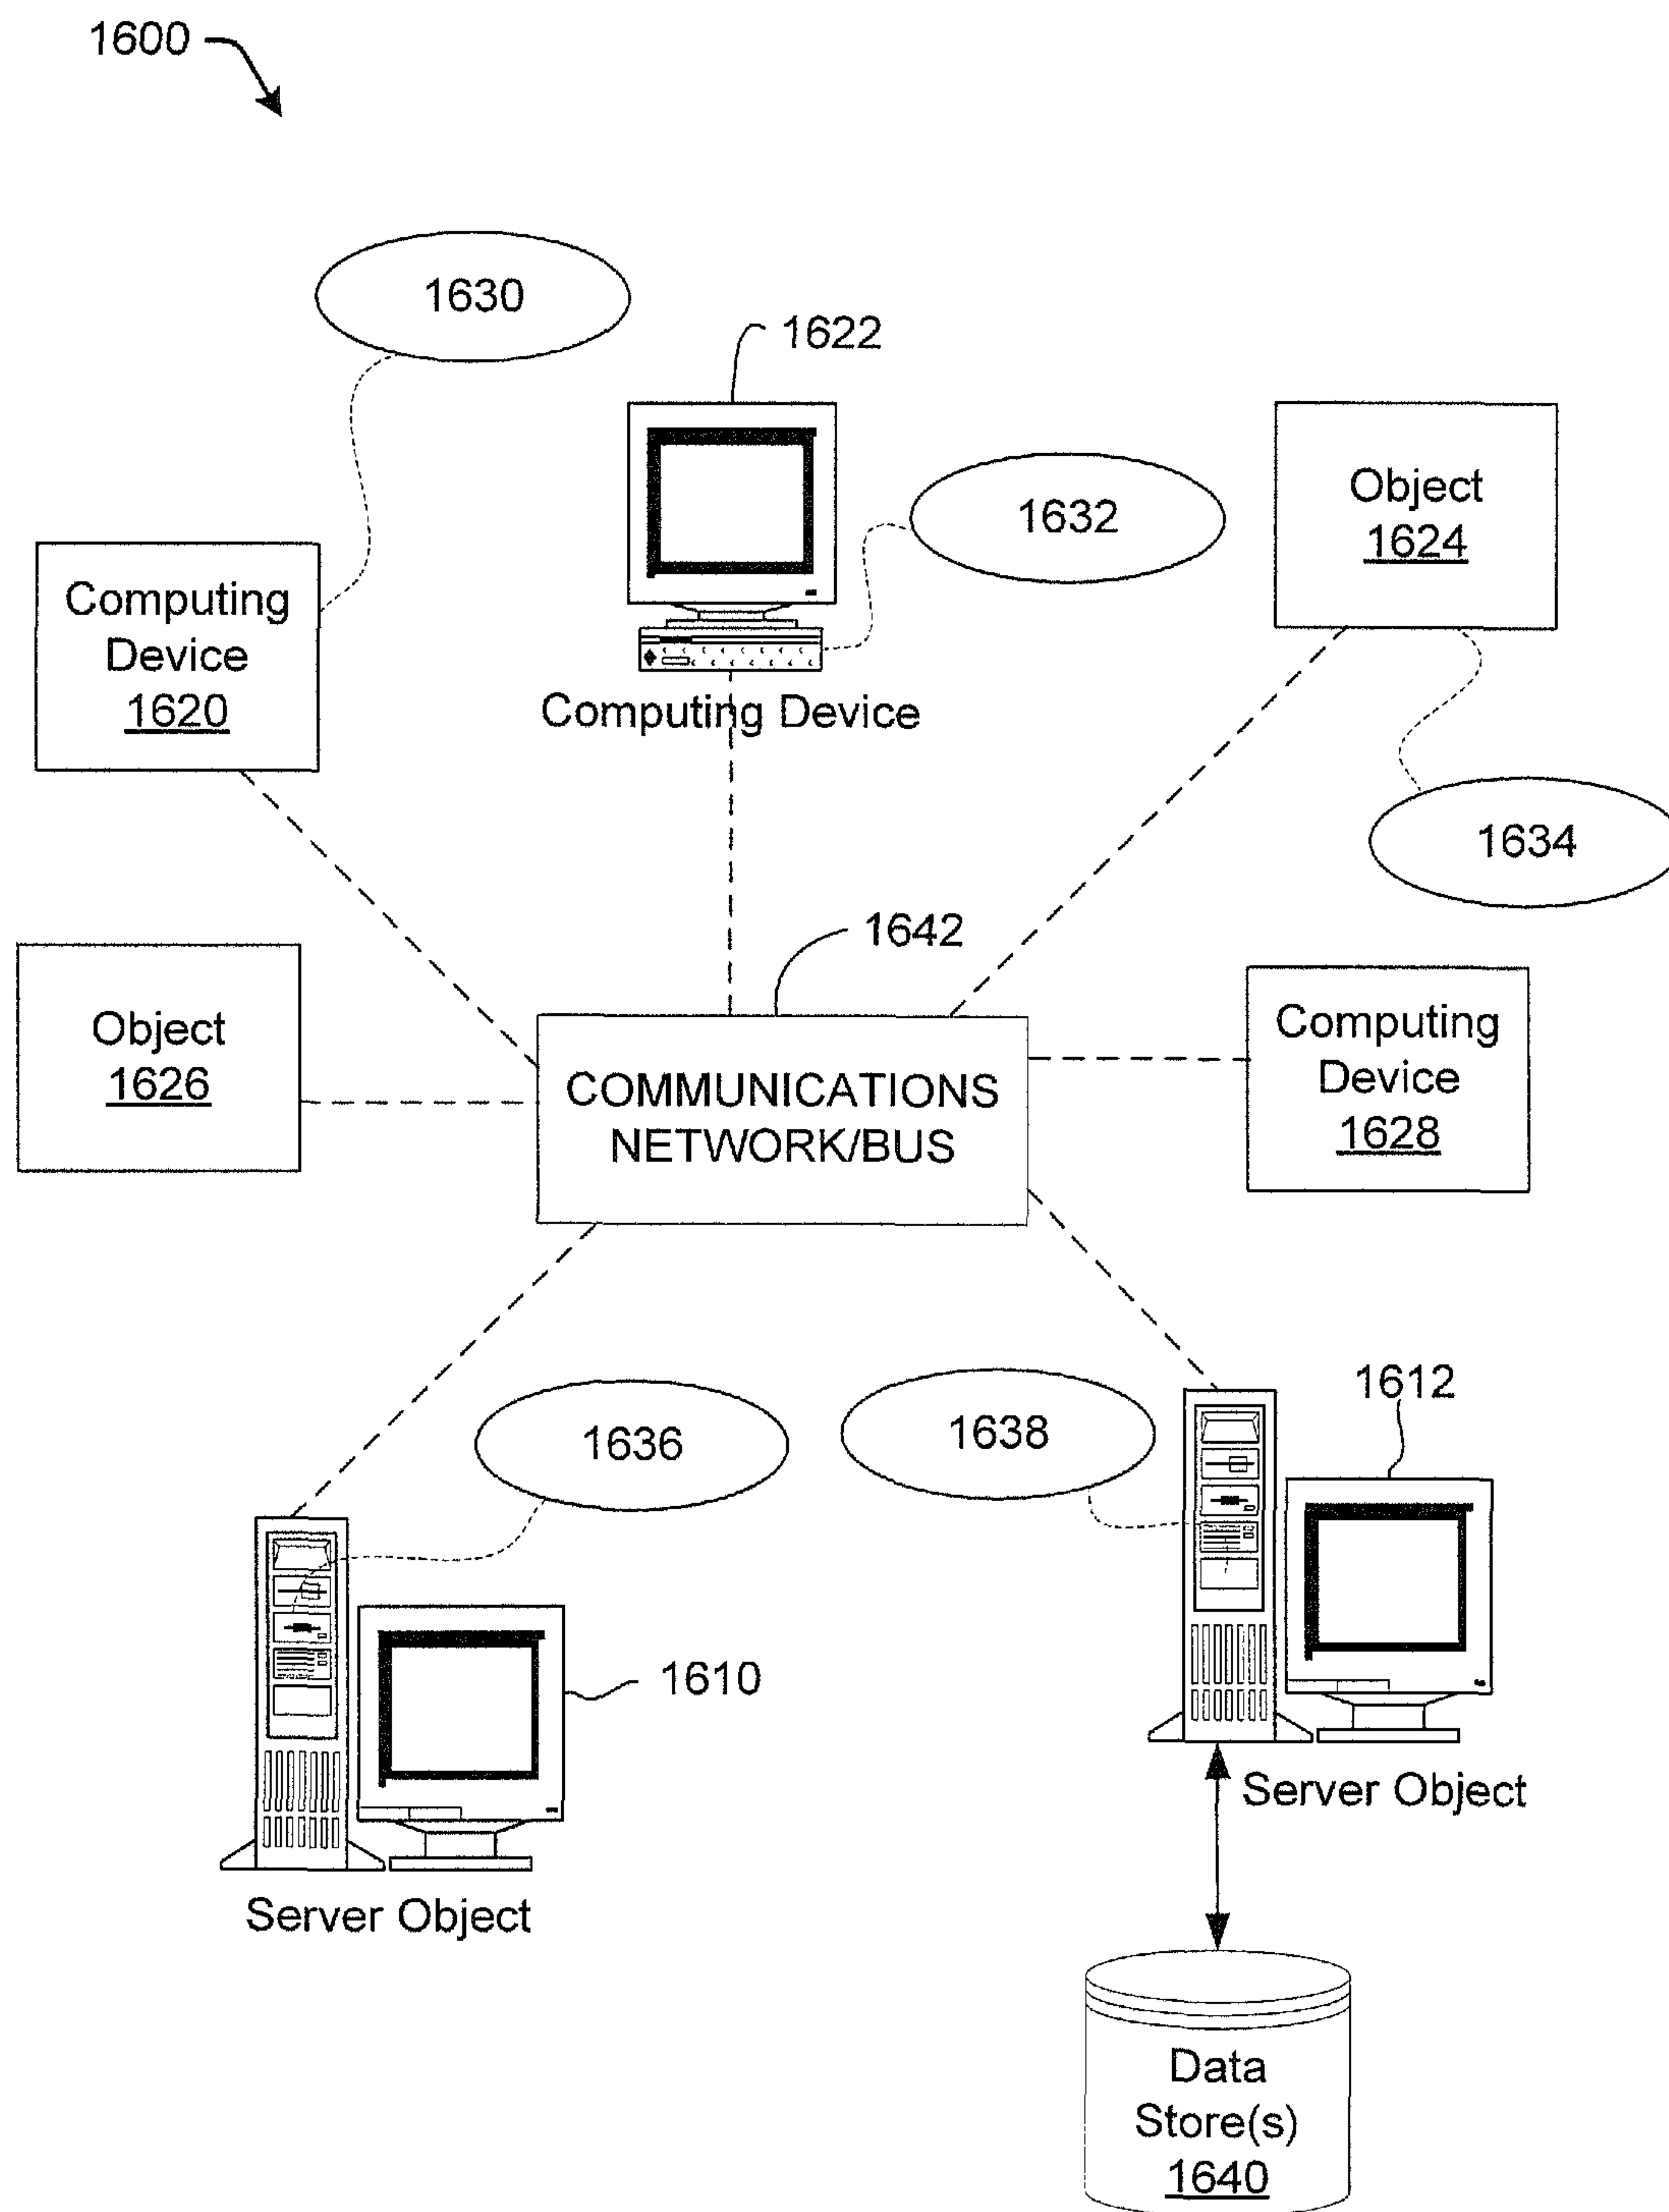 1600
1630
1622
1632
Object
1624
Computing
Device
1620
Computing Device
1634
1642
Object
1626
COMMUNICATIONS
NETWORK/BUS
Computing
Device
1628
1636
1638
1612
1610
Server Object
Server Object
Data
Store(s)
1640